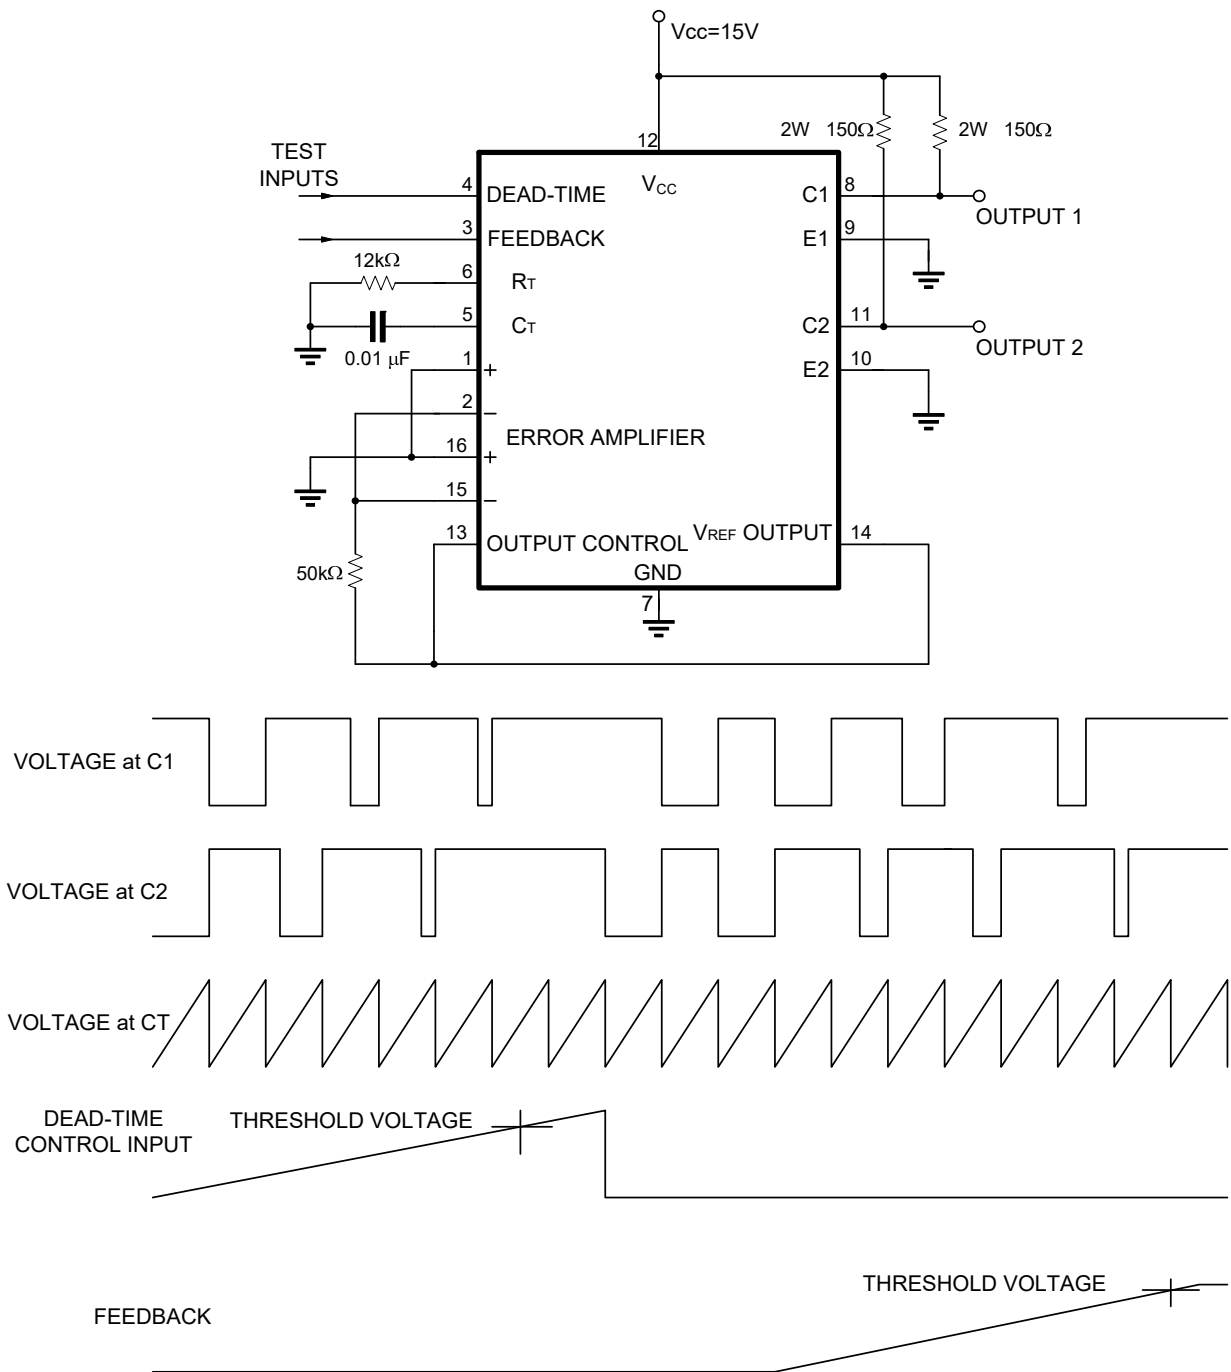 Vcc=15V
2W 150Ω
2W 150Ω
12
TEST
INPUTS
VCC
4
DEAD-TIME
C1
8
OUTPUT 1
3
FEEDBACK
E1
9
12kΩ
6
RT
5
CT
C2
11
OUTPUT 2
0.01 μF
1
+
E2
10
2
−
ERROR AMPLIFIER
16
+
15
−
13
OUTPUT CONTROL
VREF OUTPUT
14
50kΩ
GND
7
VOLTAGE at C1
VOLTAGE at C2
VOLTAGE at CT
DEAD-TIME
CONTROL INPUT
THRESHOLD VOLTAGE
THRESHOLD VOLTAGE
FEEDBACK